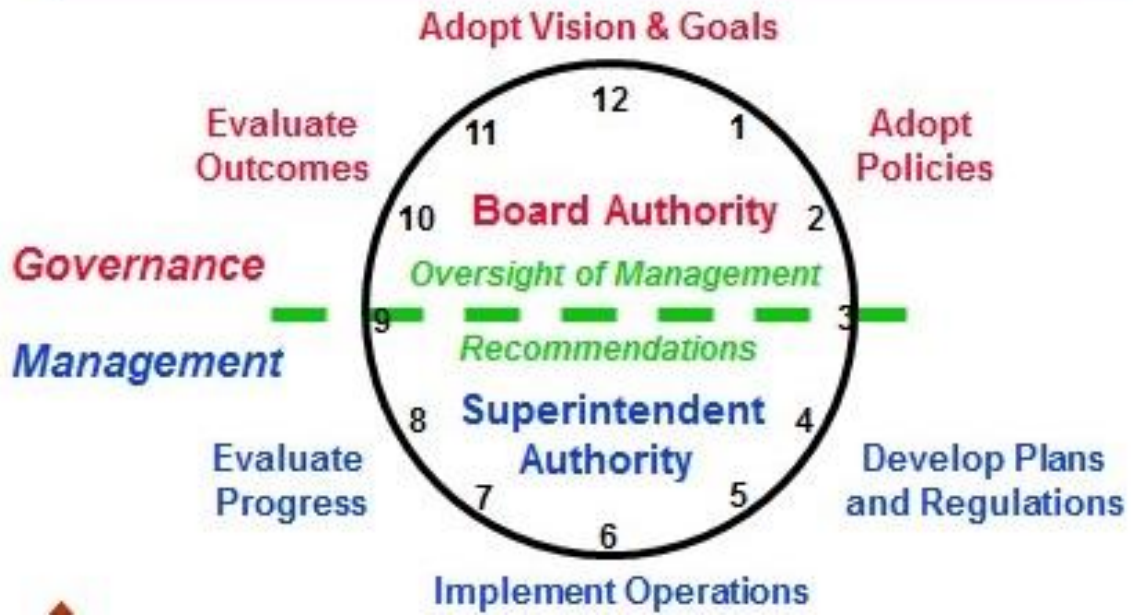 Adopt Vision & Goals
12
Evaluate
Outcomes
11
1
Adopt
Policies
10
Board Authority
2
Governance
Oversight of Management
9
3
Management
Recommendations
8
Superintendent
Authority
4
Evaluate
Progress
Develop Plans
and Regulations
7
5
6
Implement Operations